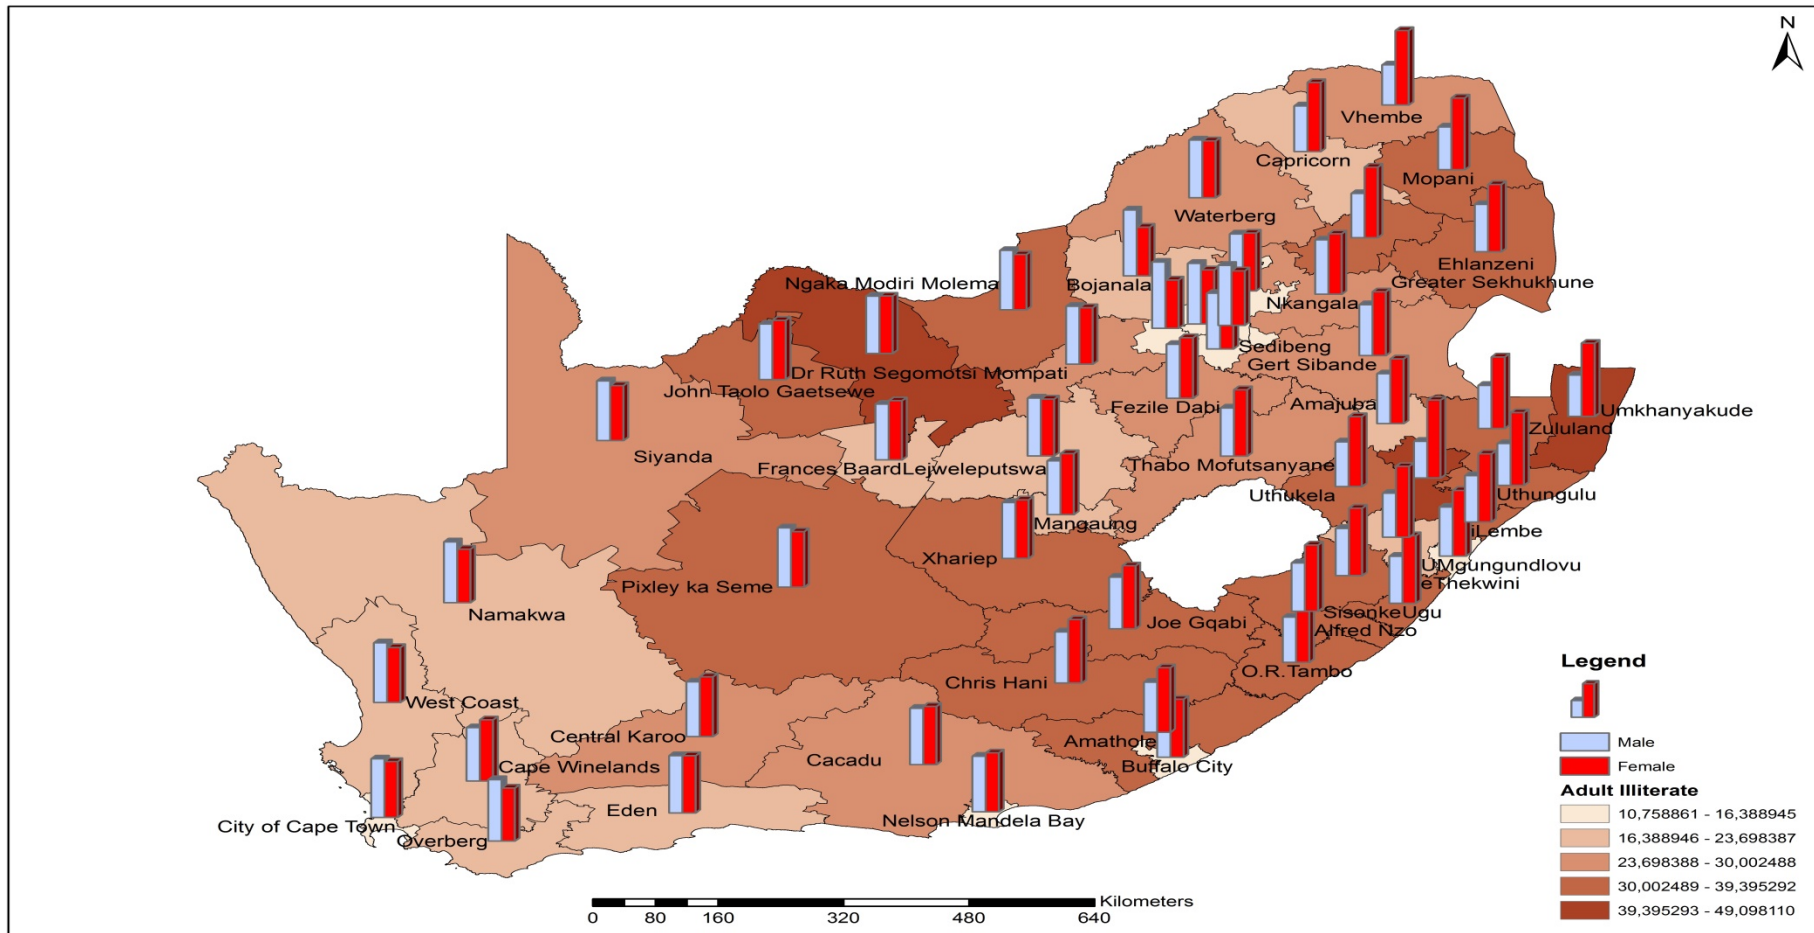 N
Vhembe
Capricorn
Mopani
Waterberg
Ehlanzeni
Greater Sekhukhune
Ngaka Modiri Molema
Bojanala
Nkangala
Sedibeng
Gert Sibande
Dr Ruth Segomotsi Mompati
John Taolo Gaetsewe
Fezile Dabi
Amajuba
Umkhanyakude
Zululand
Siyanda
Frances Baard
Lejweleputswa
Thabo Mofutsanyane
Uthukela
Uthungulu
Mangaung
iLembe
Xhariep
UMgungundlovu
eThekwini
Pixley ka Seme
Namakwa
Sisonke
Ugu
Joe Gqabi
Alfred Nzo
O.R.Tambo
Chris Hani
West Coast
Central Karoo
Amathole
Cape Winelands
Cacadu
Buffalo City
Eden
Nelson Mandela Bay
City of Cape Town
Overberg
Legend
Male
Female
Adult Illiterate
10,758861 - 16,388945
16,388946 - 23,698387
23,698388 - 30,002488
30,002489 - 39,395292
39,395293 - 49,098110
Kilometers
0 80 160 320 480 640